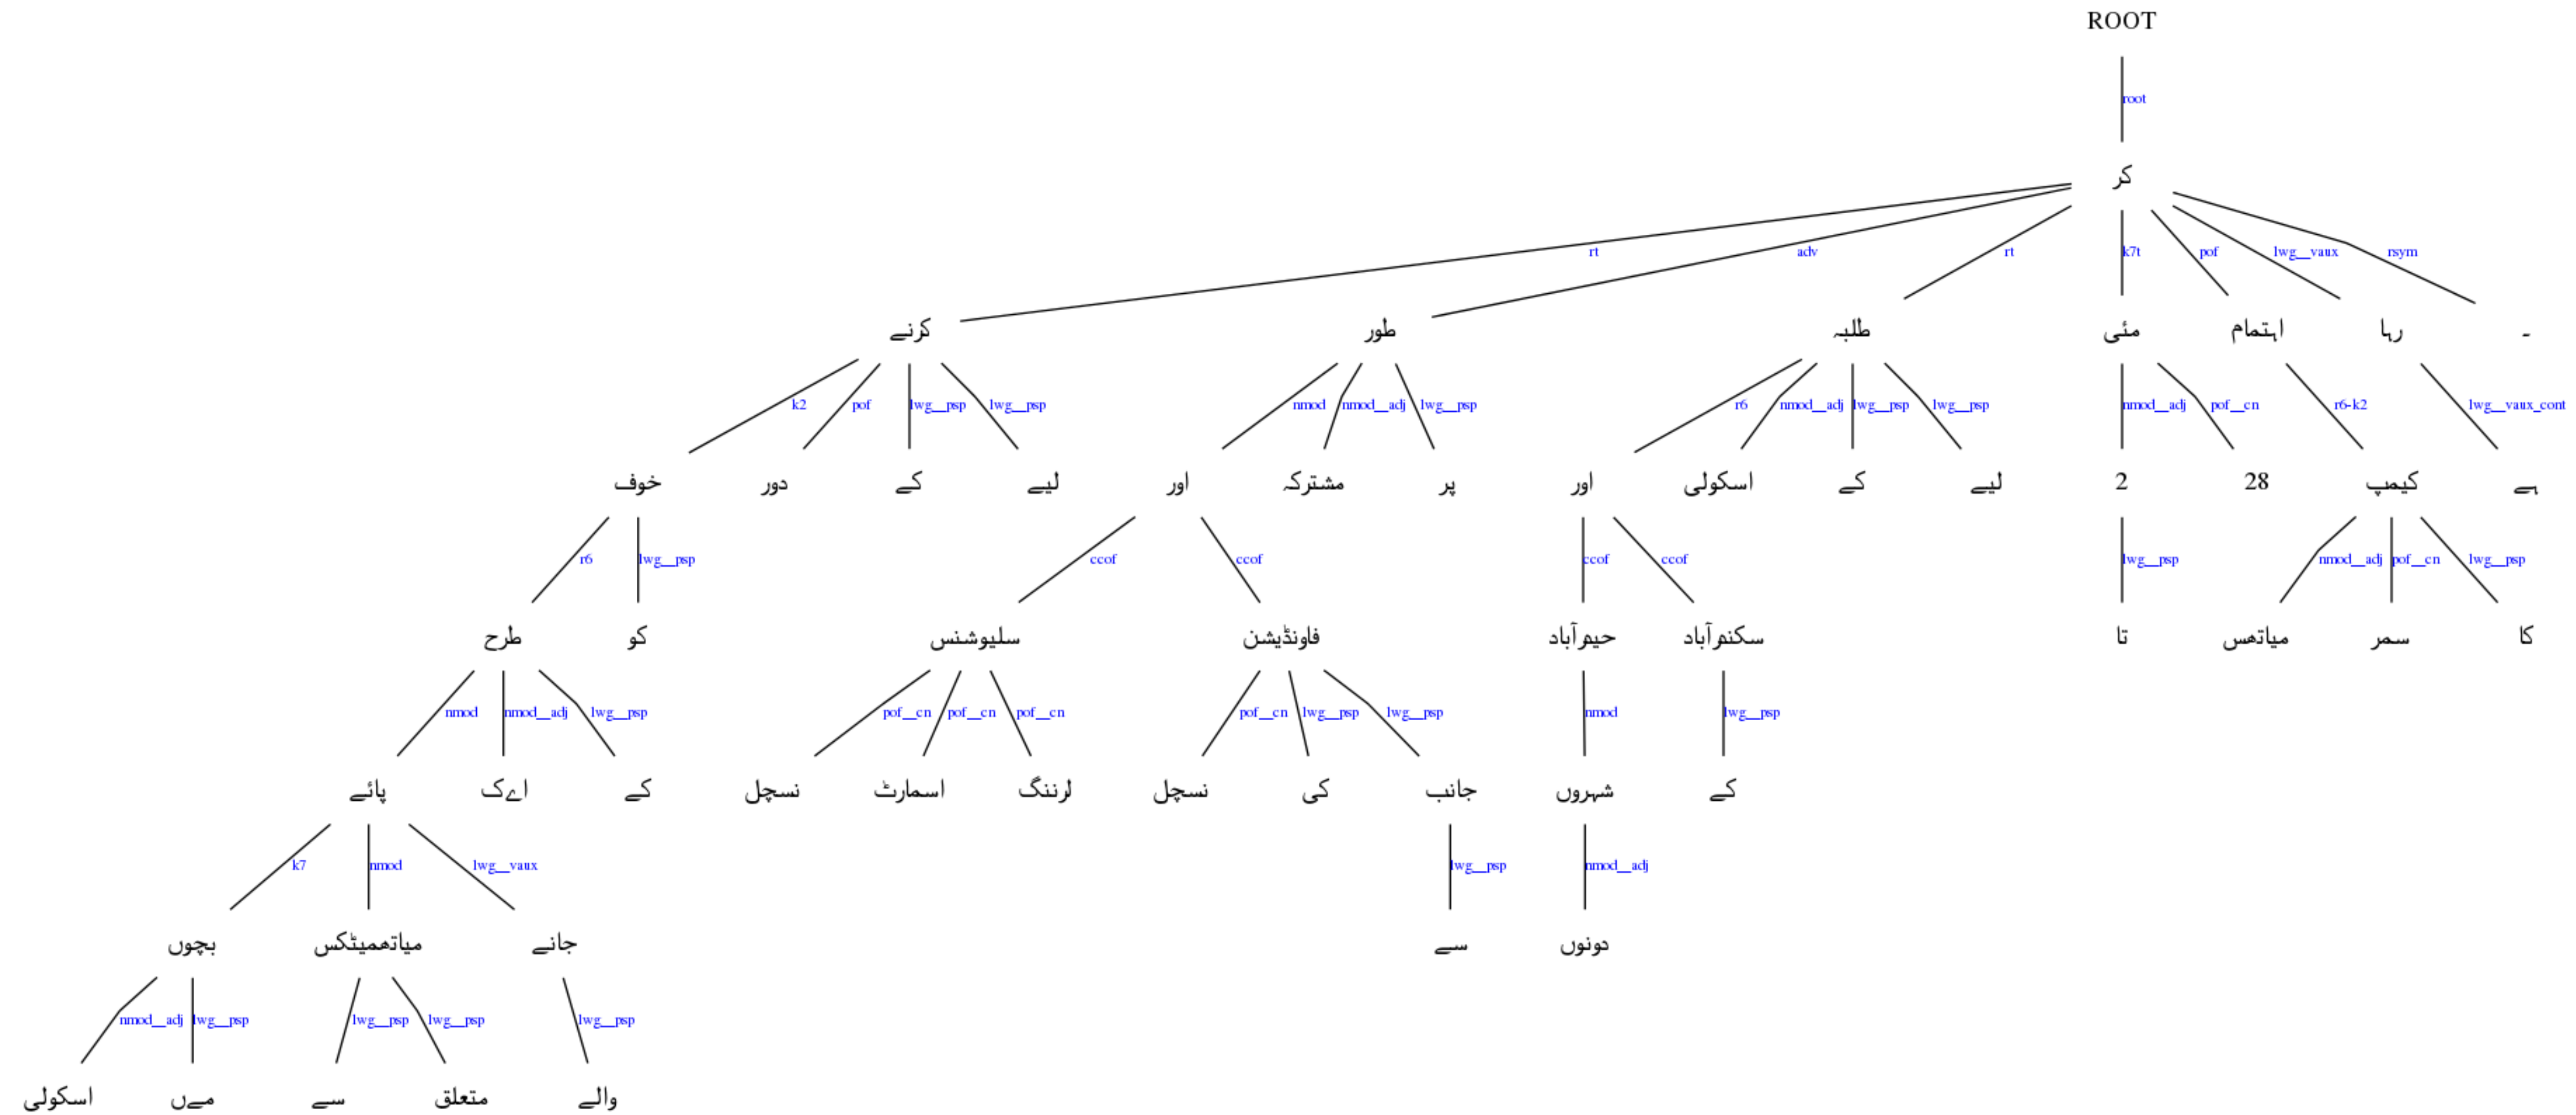 ROOT
root
کر
rt adv rt k7t pof lwg__vaux rsym
کرنے طور طلبہ مئی اہتمام رہا ۔
k2 pof lwg__psp lwg__psp nmod nmod__adj lwg__psp r6 nmod__adj lwg__psp lwg__psp nmod__adj pof__cn r6-k2 lwg__vaux_cont
خوف دور کے لیے اور مشترکہ پر اور اسکولی کے لیے 2 28 کیمپ ہے
r6 lwg__psp ccof ccof ccof ccof lwg__psp nmod__adj pof__cn lwg__psp
طرح کو سلیوشنس فاونڈیشن تا میاتھس سمر کا
nmod nmod__adj lwg__psp pof__cn pof__cn pof__cn pof__cn lwg__psp lwg__psp nmod lwg__psp
پائے اےک کے نسچل اسمارٹ لرننگ نسچل کی جانب شہروں کے
k7 nmod lwg__vaux lwg__psp nmod__adj
بچوں میاتھمیٹکس جانے سے دونوں
nmod__adj lwg__psp lwg__psp lwg__psp lwg__psp
اسکولی مےں سے متعلق والے